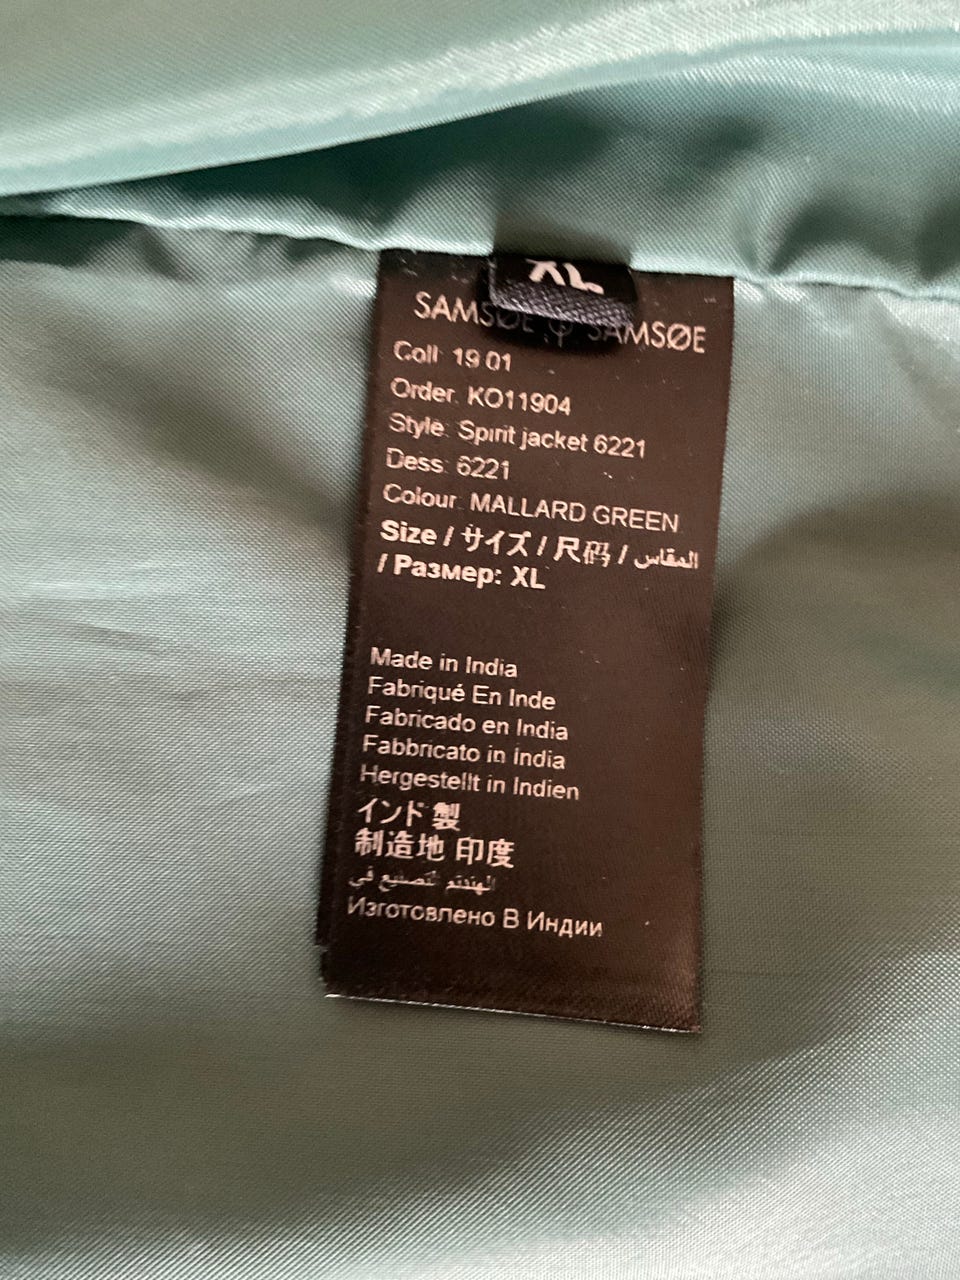 XL
SAMSØE SAMSØE
Coll: 19 01
Order: KO11904
Style: Spirit jacket 6221
Dess: 6221
Colour: MALLARD GREEN
Size / サイズ / 尺码 / المقاس
/ Размер: XL
Made in India
Fabriqué En Inde
Fabricado en India
Fabbricato in India
Hergestellt in Indien
インド 製
制造地 印度
التصنيع في
Изготовлено В Индии